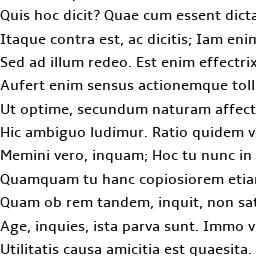 Quis hoc dicit? Quae cum essent dicta
Itaque contra est, ac dicitis; Iam enim
Sed ad illum redeo. Est enim effectrix
Aufert enim sensus actionemque toll
Ut optime, secundum naturam affect
Hic ambiguo ludimur. Ratio quidem v
Memini vero, inquam; Hoc tu nunc in
Quamquam tu hanc copiosiorem etiam
Quam ob rem tandem, inquit, non sat
Age, inquies, ista parva sunt. Immo v
Utilitatis causa amicitia est quaesita.